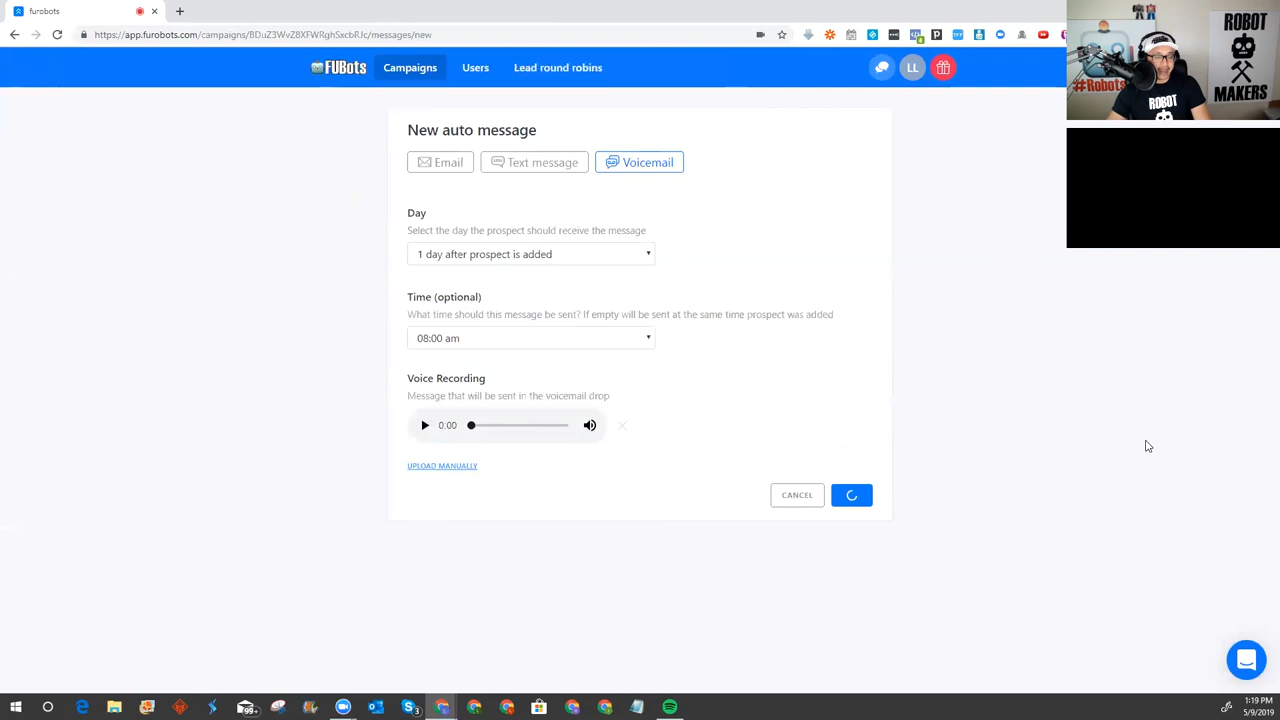 furobots
https://app.furobots.com/campaigns/8DuZ3WvZ8XFWRghSxcbRJc/messages/new
FUBots
Campaigns
Users
Lead round robins
LL
New auto message
Email
Text message
Voicemail
Day
Select the day the prospect should receive the message
1 day after prospect is added
Time (optional)
What time should this message be sent? If empty will be sent at the same time prospect was added
08:00 am
Voice Recording
Message that will be sent in the voicemail drop
0:00
UPLOAD MANUALLY
CANCEL
#Robots
ROBOT
MAKERS
ROBOT
99+
3
1:19 PM
5/9/2019